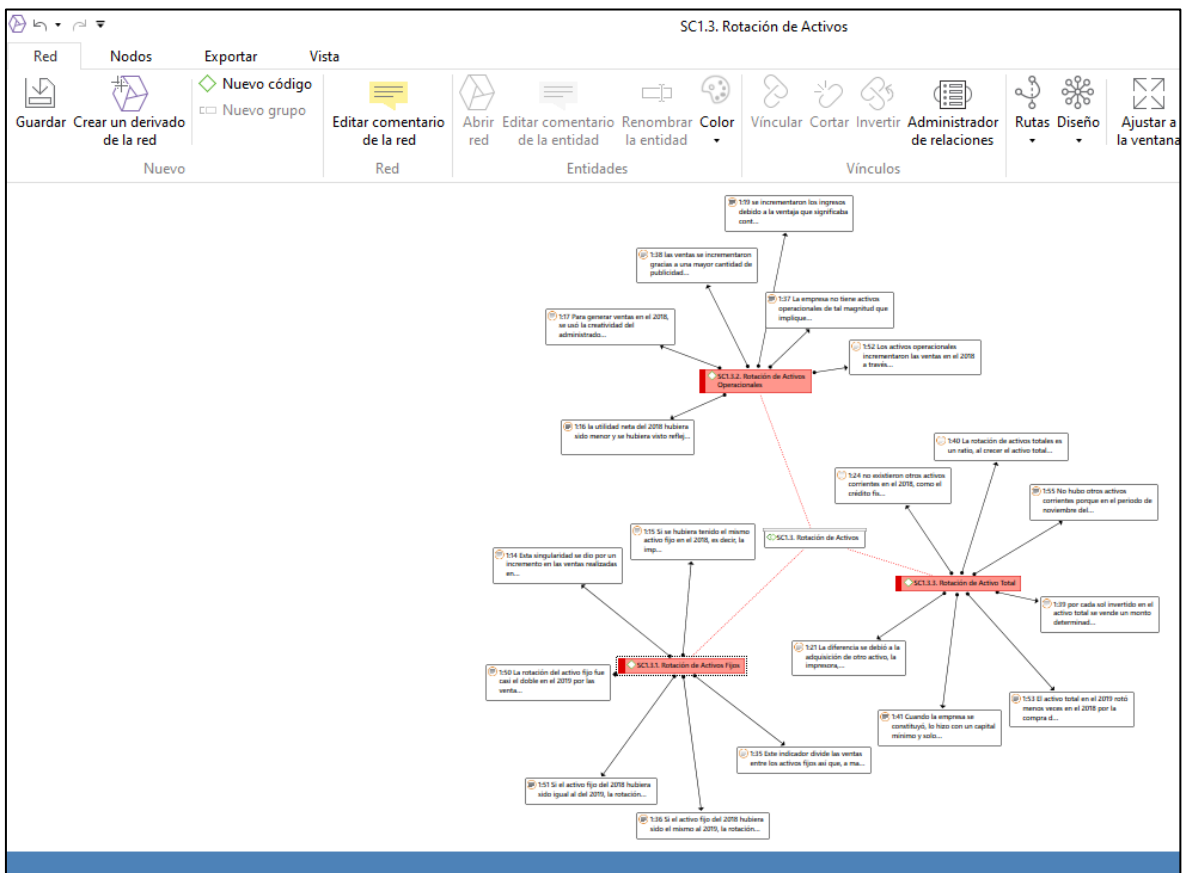 SC1.3. Rotación de Activos
Red Nodos Exportar Vista
Guardar
Crear un derivado
de la red
Nuevo código
Nuevo grupo
Nuevo
Editar comentario
de la red
Red
Abrir
red
Editar comentario
de la entidad
Renombrar
la entidad
Color
Entidades
Víncular
Cortar
Invertir
Administrador
de relaciones
Vínculos
Rutas
Diseño
Ajustar a
la ventana
1:19 se incrementaron los ingresos
debido a la ventaja que significaba
cont...
1:38 las ventas se incrementaron
gracias a una mayor cantidad de
publicidad...
1:37 La empresa no tiene activos
operacionales de tal magnitud que
implique...
1:17 Para generar ventas en el 2018,
se usó la creatividad del
administrado...
1:52 Los activos operacionales
incrementaron las ventas en el 2018
a través...
SC1.3.2. Rotación de Activos
Operacionales
1:16 la utilidad neta del 2018 hubiera
sido menor y se hubiera visto reflej...
1:40 La rotación de activos totales es
un ratio, al crecer el activo total...
1:24 no existieron otros activos
corrientes en el 2018, como el
crédito fis...
1:55 No hubo otros activos
corrientes porque en el periodo de
noviembre del...
1:15 Si se hubiera tenido el mismo
activo fijo en el 2018, es decir, la
imp...
SC1.3. Rotación de Activos
1:14 Esta singularidad se dio por un
incremento en las ventas realizadas
en...
SC1.3.3. Rotación de Activo Total
1:39 por cada sol invertido en el
activo total se vende un monto
determinad...
1:21 La diferencia se debió a la
adquisición de otro activo, la
impresora,...
SC1.3.1. Rotación de Activos Fijos
1:50 La rotación del activo fijo fue
casi el doble en el 2019 por las
venta...
1:53 El activo total en el 2019 rotó
menos veces en el 2018 por la
compra d...
1:41 Cuando la empresa se
constituyó, lo hizo con un capital
mínimo y solo...
1:35 Este indicador divide las ventas
entre los activos fijos asi que, a ma...
1:51 Si el activo fijo del 2018 hubiera
sido igual al del 2019, la rotación...
1:36 Si el activo fijo del 2018 hubiera
sido el mismo al 2019, la rotación...